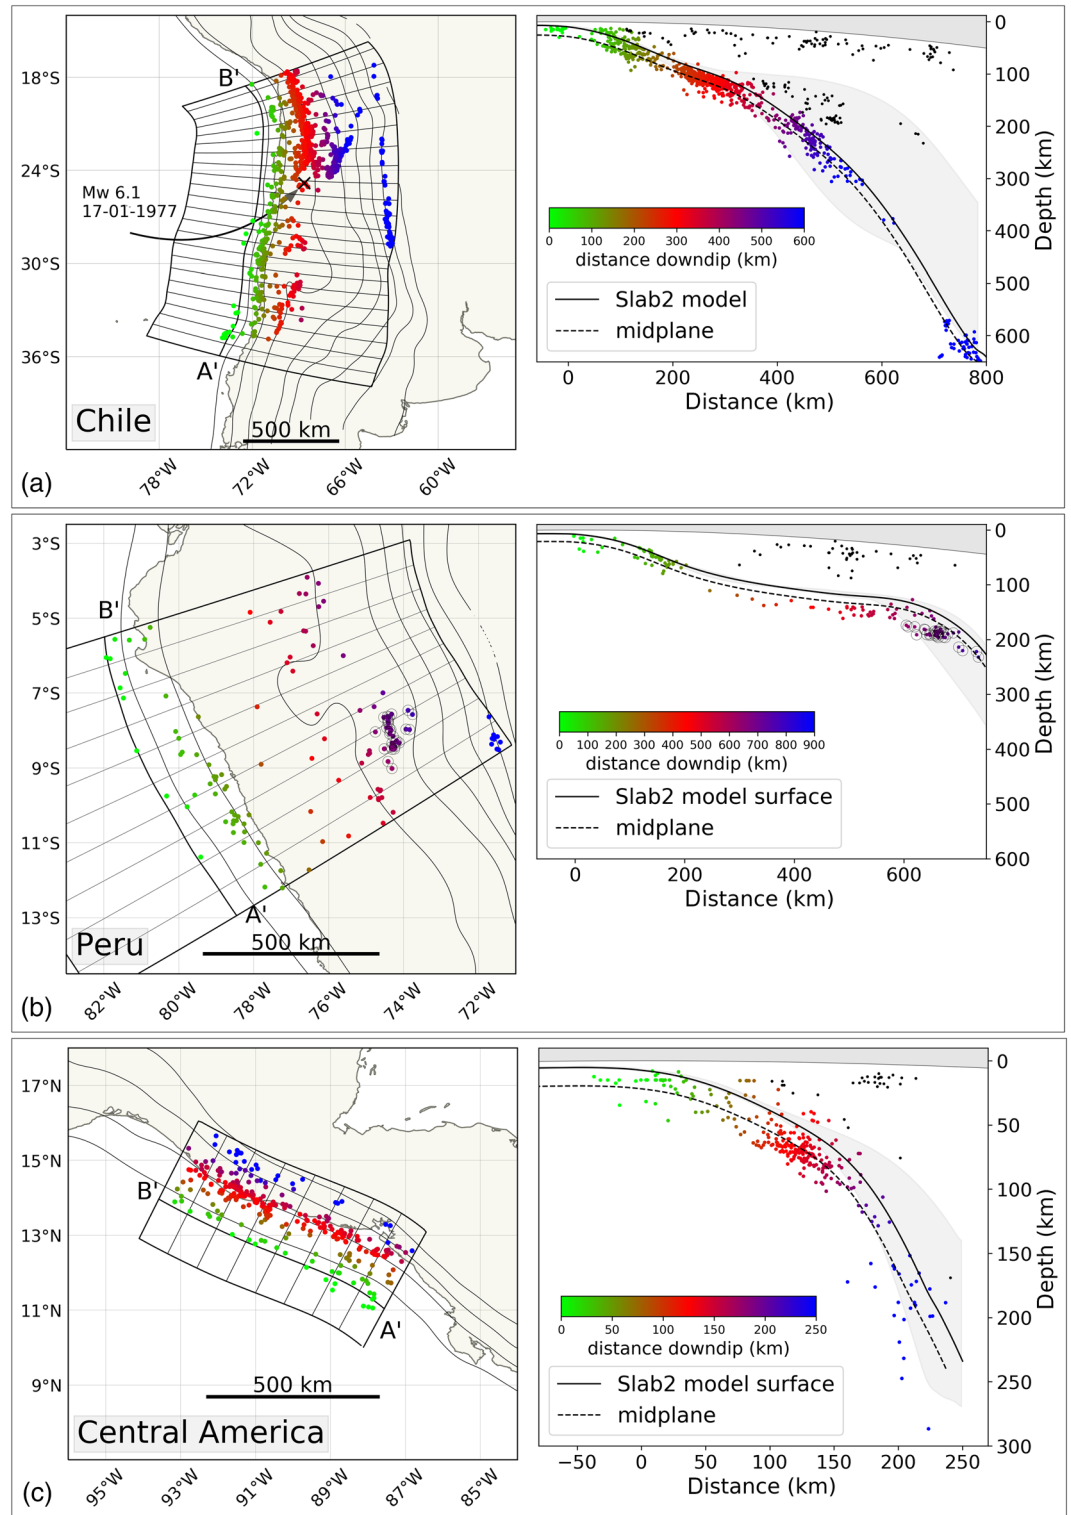 18°S
24°S
30°S
36°S
B'
A'
Mw 6.1
17-01-1977
500 km
Chile
78°W
72°W
66°W
60°W
(a)
0
100
200
300
400
500
600
Depth (km)
0 100 200 300 400 500 600
distance downdip (km)
Slab2 model
midplane
0 200 400 600 800
Distance (km)
3°S
5°S
7°S
9°S
11°S
13°S
B'
A'
500 km
Peru
82°W
80°W
78°W
76°W
74°W
72°W
(b)
0
100
200
300
400
500
600
Depth (km)
0 100 200 300 400 500 600 700 800 900
distance downdip (km)
Slab2 model surface
midplane
0 200 400 600
Distance (km)
17°N
15°N
13°N
11°N
9°N
B'
A'
500 km
Central America
95°W
93°W
91°W
89°W
87°W
85°W
(c)
0
50
100
150
200
250
300
Depth (km)
0 50 100 150 200 250
distance downdip (km)
Slab2 model surface
midplane
−50 0 50 100 150 200 250
Distance (km)